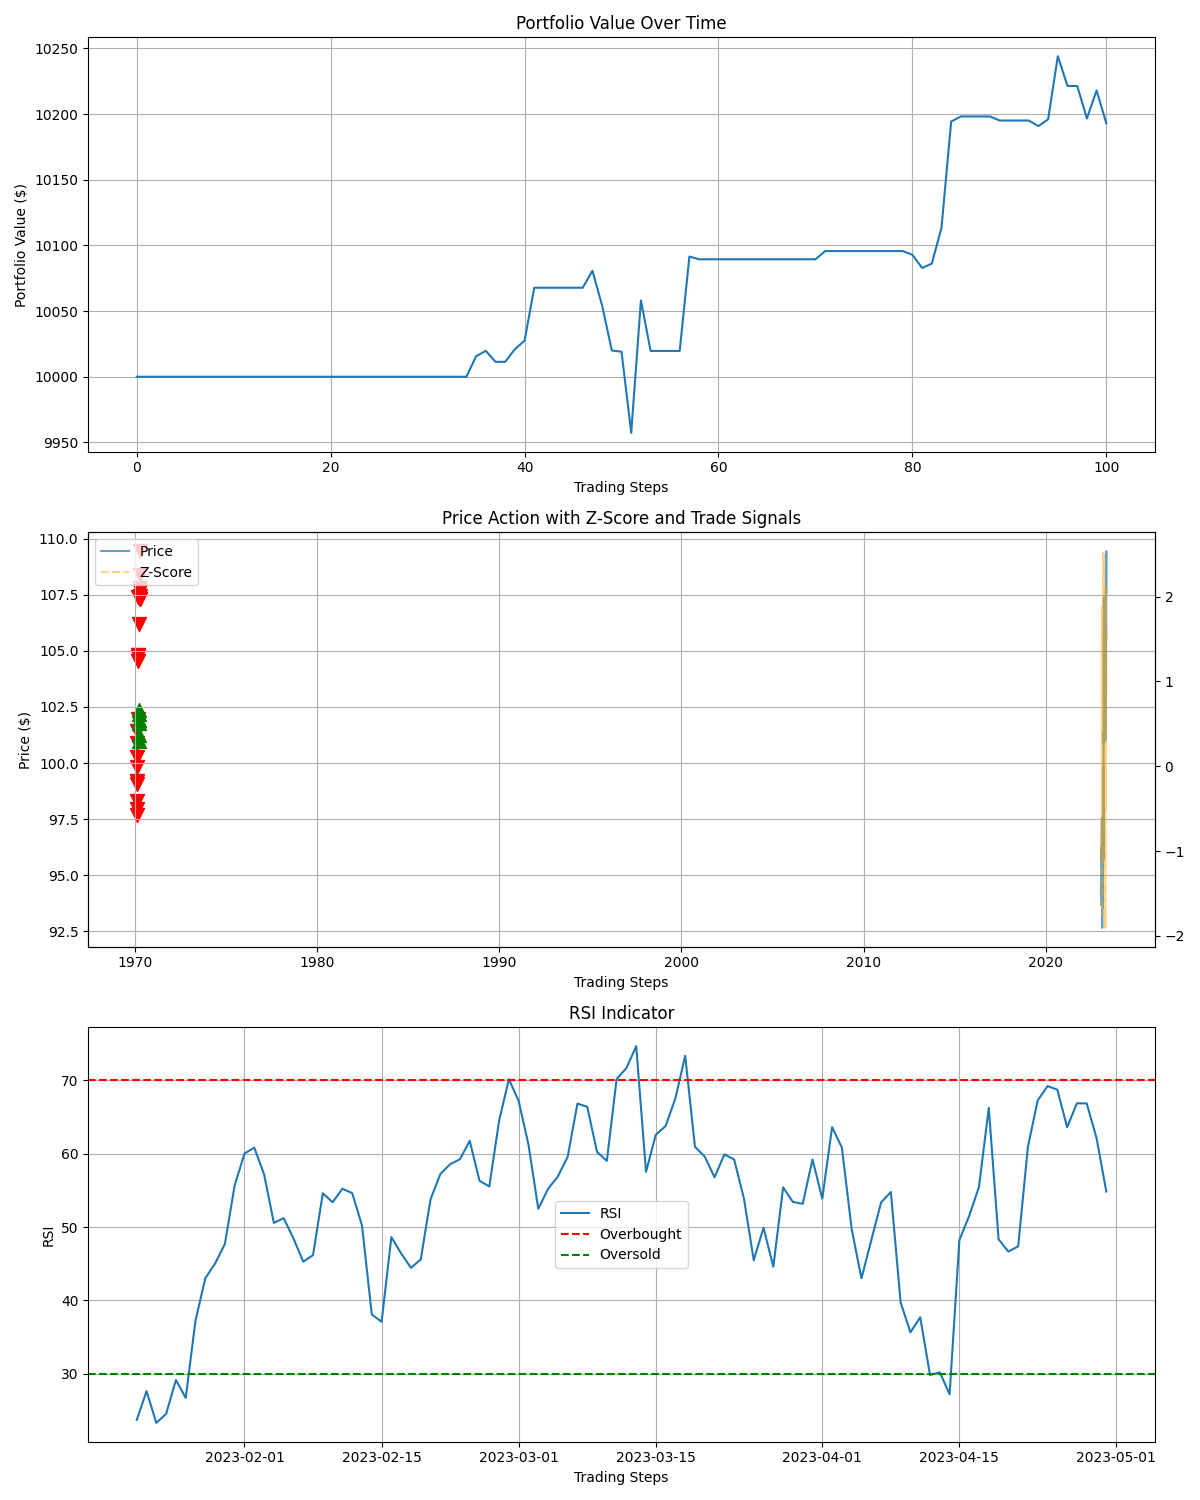 Portfolio Value Over Time
10250
10200
10150
10100
10050
10000
9950
Portfolio Value ($)
0 20 40 60 80 100
Trading Steps
Price Action with Z-Score and Trade Signals
110.0
107.5
105.0
102.5
100.0
97.5
95.0
92.5
Price ($)
Price
Z-Score
2
1
0
−1
−2
1970 1980 1990 2000 2010 2020
Trading Steps
RSI Indicator
70
60
50
40
30
RSI
RSI
Overbought
Oversold
2023-02-01 2023-02-15 2023-03-01 2023-03-15 2023-04-01 2023-04-15 2023-05-01
Trading Steps